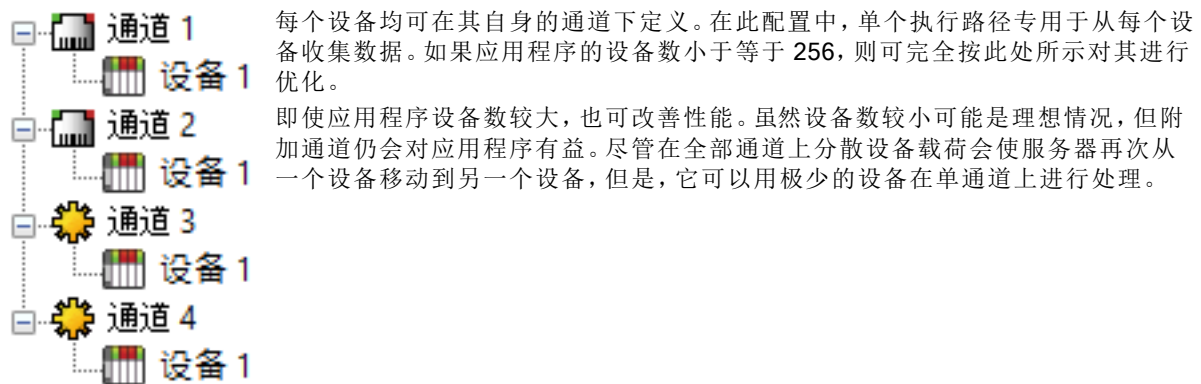 通道 1
设备 1
通道 2
设备 1
通道 3
设备 1
通道 4
设备 1
每个设备均可在其自身的通道下定义。在此配置中，单个执行路径专用于从每个设
备收集数据。如果应用程序的设备数小于等于 256，则可完全按此处所示对其进行
优化。
即使应用程序设备数较大，也可改善性能。虽然设备数较小可能是理想情况，但附
加通道仍会对应用程序有益。尽管在全部通道上分散设备载荷会使服务器再次从
一个设备移动到另一个设备，但是，它可以用极少的设备在单通道上进行处理。